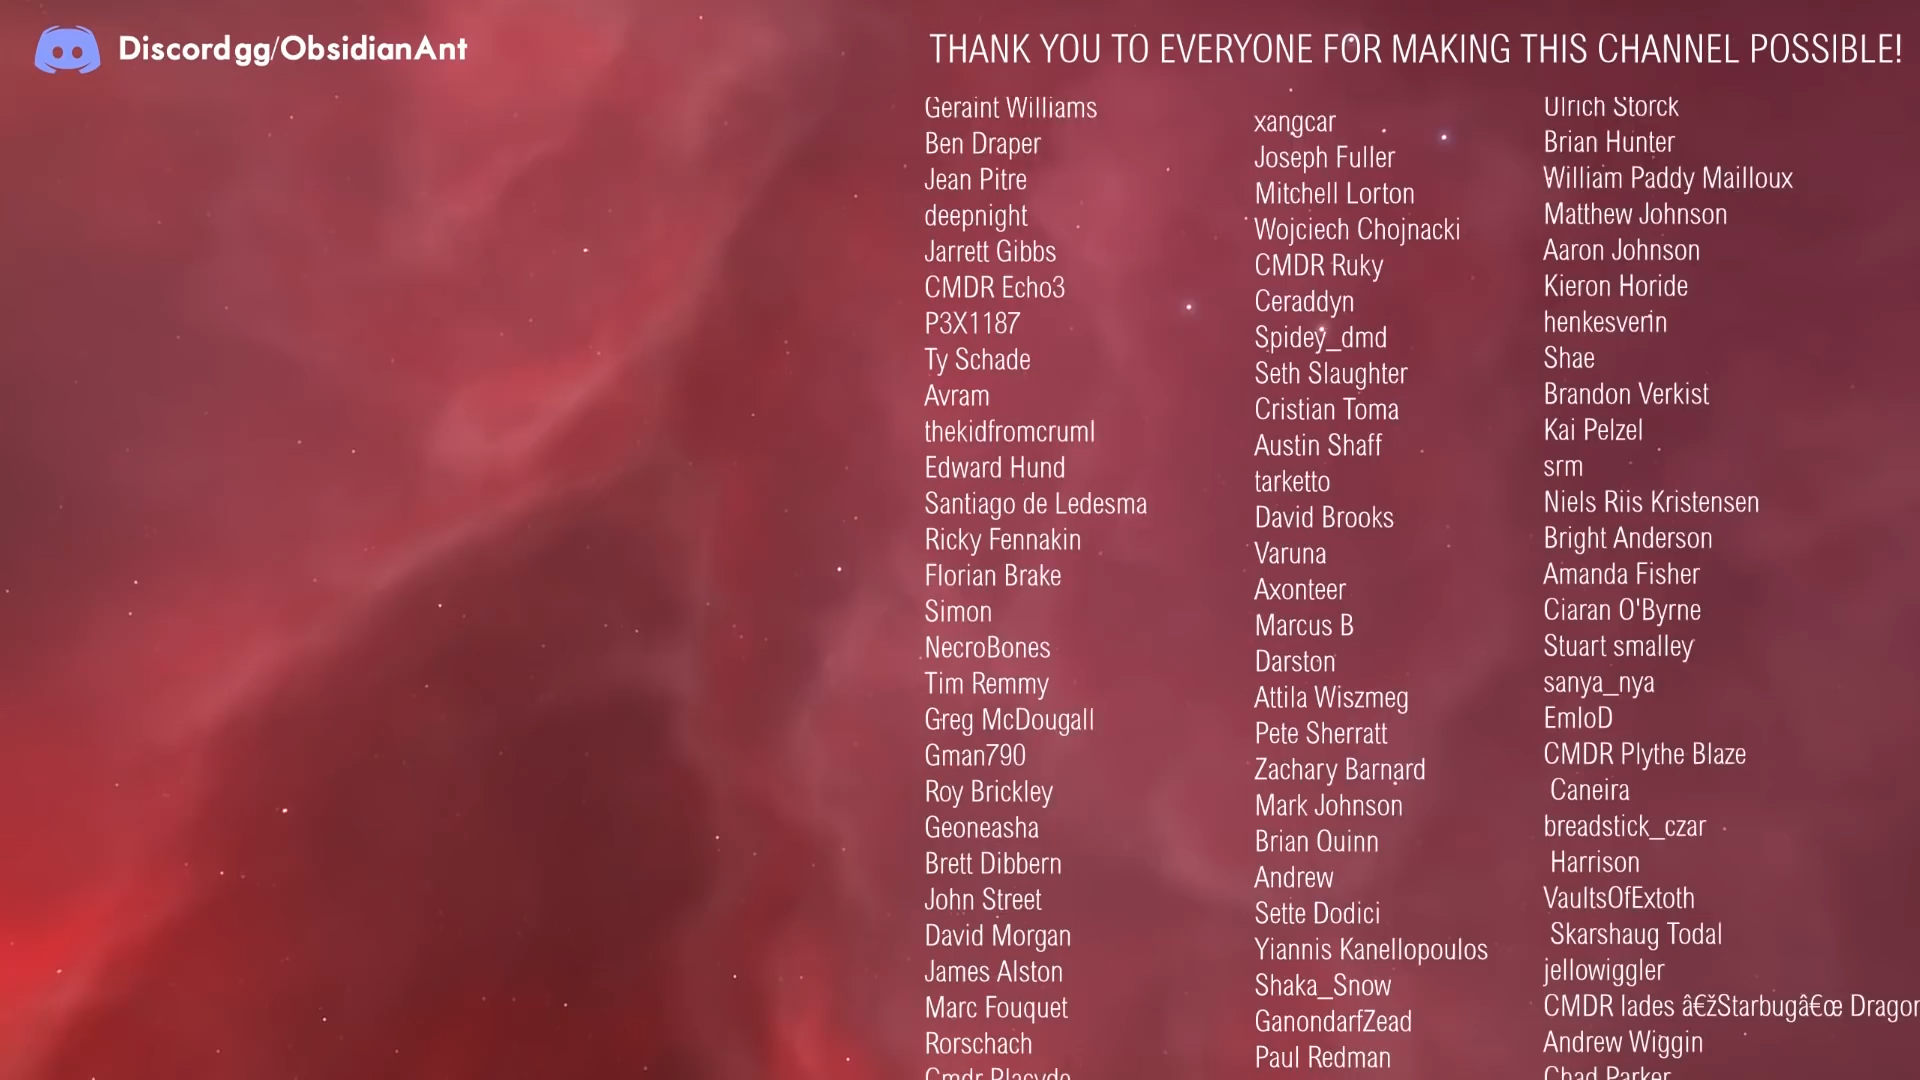 Discordgg/ObsidianAnt
THANK YOU TO EVERYONE FOR MAKING THIS CHANNEL POSSIBLE!
Geraint Williams
Ben Draper
Jean Pitre
deepnight
Jarrett Gibbs
CMDR Echo3
P3X1187
Ty Schade
Avram
thekidfromcruml
Edward Hund
Santiago de Ledesma
Ricky Fennakin
Florian Brake
Simon
NecroBones
Tim Remmy
Greg McDougall
Gman790
Roy Brickley
Geoneasha
Brett Dibbern
John Street
David Morgan
James Alston
Marc Fouquet
Rorschach
Cmdr Placyde
xangcar
Joseph Fuller
Mitchell Lorton
Wojciech Chojnacki
CMDR Ruky
Ceraddyn
Spidey_dmd
Seth Slaughter
Cristian Toma
Austin Shaff
tarketto
David Brooks
Varuna
Axonteer
Marcus B
Darston
Attila Wiszmeg
Pete Sherratt
Zachary Barnard
Mark Johnson
Brian Quinn
Andrew
Sette Dodici
Yiannis Kanellopoulos
Shaka_Snow
GanondarfZead
Paul Redman
Ulrich Storck
Brian Hunter
William Paddy Mailloux
Matthew Johnson
Aaron Johnson
Kieron Horide
henkesverin
Shae
Brandon Verkist
Kai Pelzel
srm
Niels Riis Kristensen
Bright Anderson
Amanda Fisher
Ciaran O'Byrne
Stuart smalley
sanya_nya
EmloD
CMDR Plythe Blaze
Caneira
breadstick_czar
Harrison
VaultsOfExtoth
Skarshaug Todal
jellowiggler
CMDR lades â€žStarbugâ€œ Dragon
Andrew Wiggin
Chad Parker